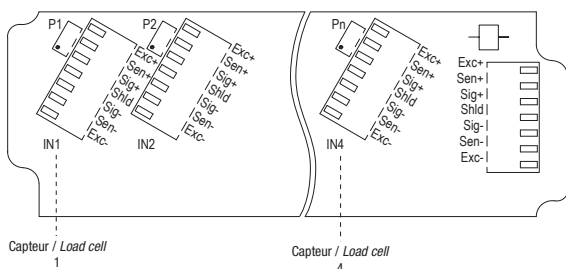 P1
Exc+
Sen+
Sig+
Shld
Sig-
Sen-
Exc-
IN1
P2
Exc+
Sen+
Sig+
Shld
Sig-
Sen-
Exc-
IN2
Pn
Exc+
Sen+
Sig+
Shld
Sig-
Sen-
Exc-
IN4
Exc+
Sen+
Sig+
Shld
Sig-
Sen-
Exc-
Capteur / Load cell
1
Capteur / Load cell
4